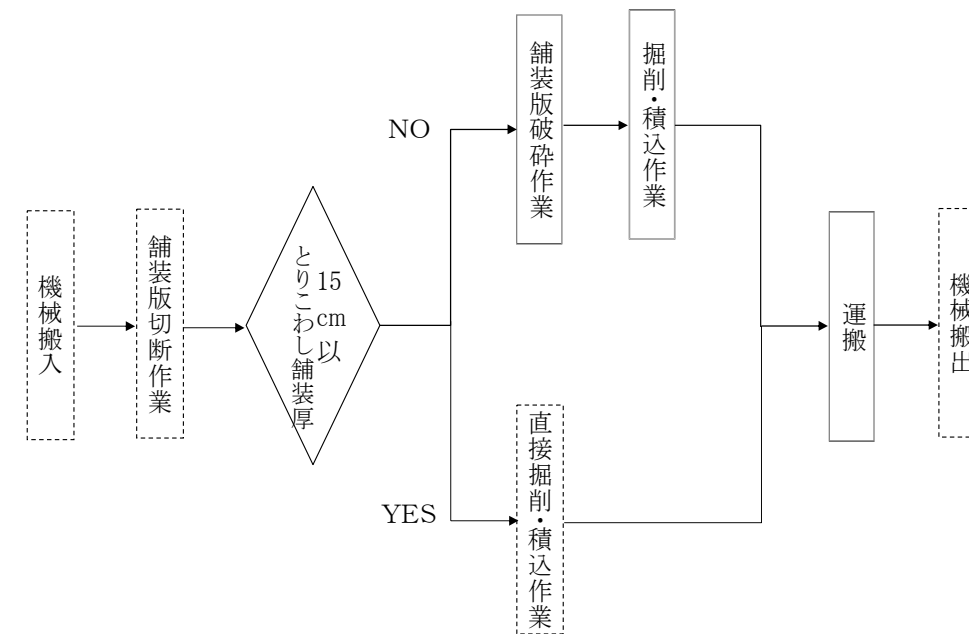 機械搬入
舗装版切断作業
とりこわし舗装厚
15cm以
NO
舗装版破砕作業
掘削・積込作業
YES
直接掘削・積込作業
運搬
機械搬出